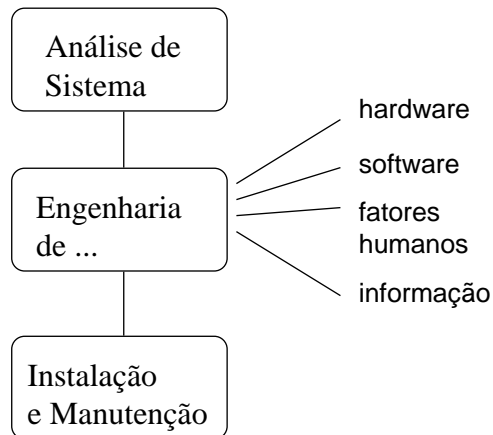 Análise de
Sistema
hardware
software
Engenharia
de ...
fatores
humanos
informação
Instalação
e Manutenção